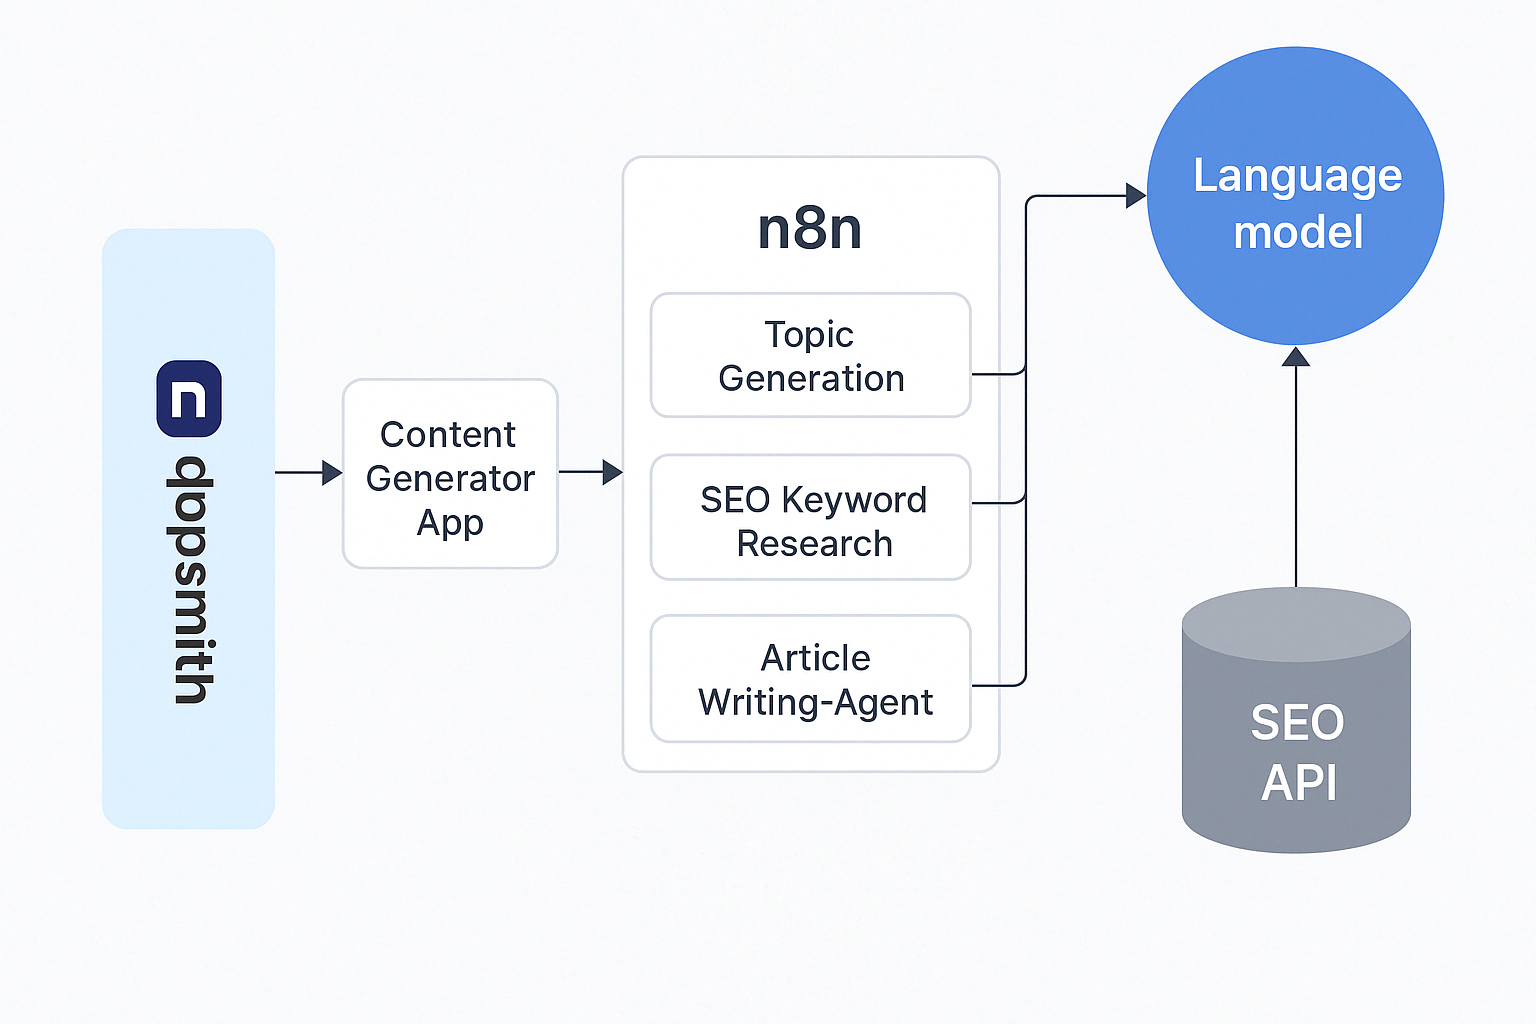 n
appsmith
Content
Generator
App
n8n
Topic
Generation
SEO Keyword
Research
Article
Writing-Agent
Language
model
SEO
API